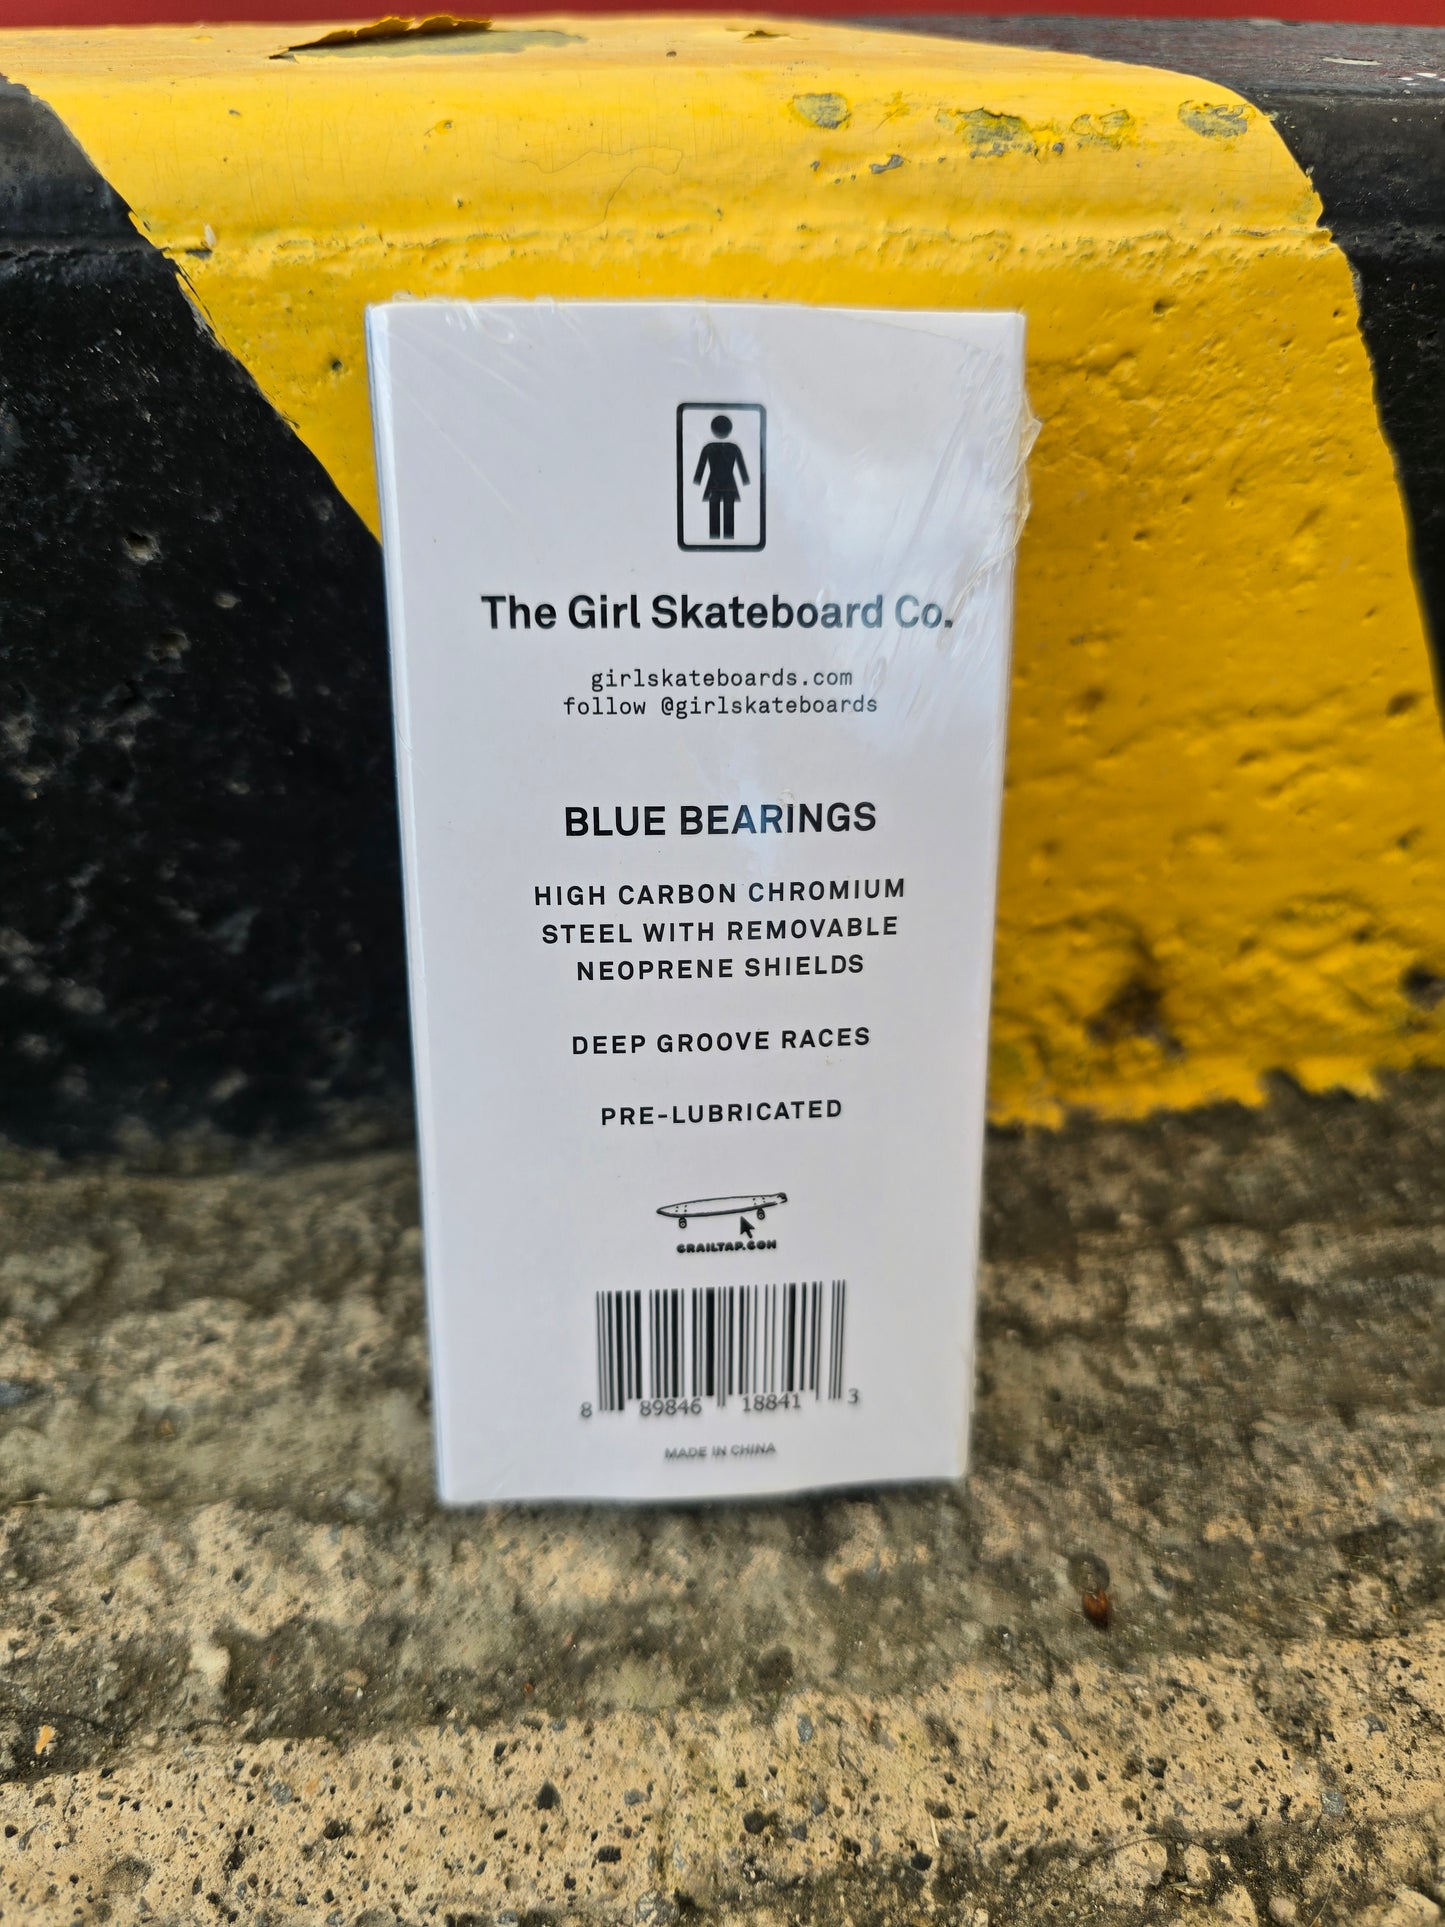 The Girl Skateboard Co.
girlskateboards.com
follow @girlskateboards
BLUE BEARINGS
HIGH CARBON CHROMIUM
STEEL WITH REMOVABLE
NEOPRENE SHIELDS
DEEP GROOVE RACES
PRE-LUBRICATED
CRAILTAP.COM
8 89846 18841 3
MADE IN CHINA